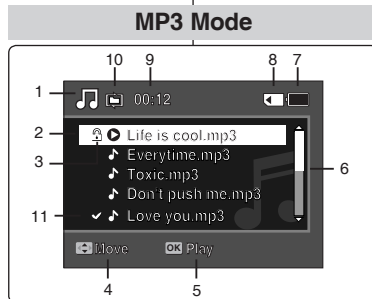 MP3 Mode
10 9 8 7
1 00:12
2 Life is cool.mp3
3 Everytime.mp3
Toxic.mp3 6
Don't push me.mp3
11 Love you.mp3
Move OK Play
4 5